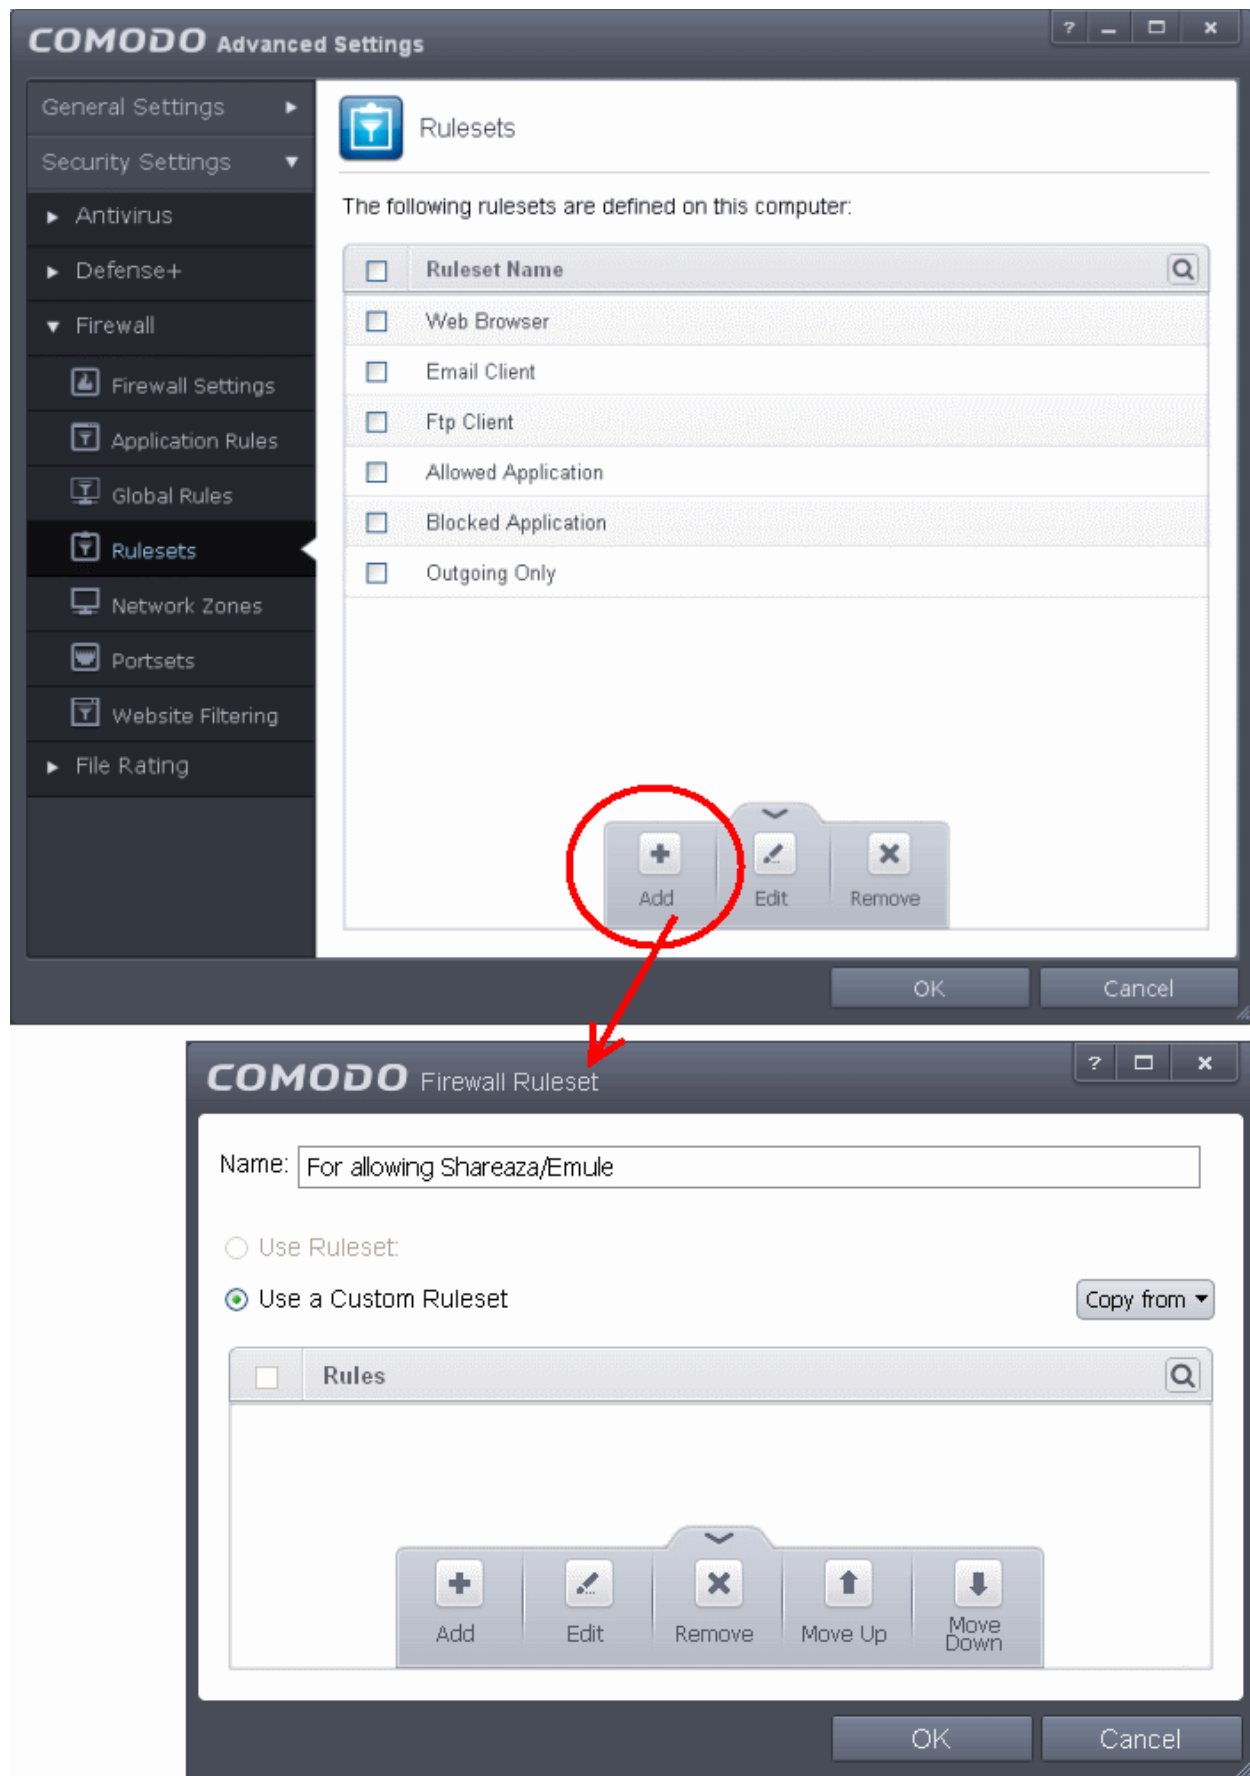 COMODO Advanced Settings
?
General Settings
Security Settings
Antivirus
Defense+
Firewall
Firewall Settings
Application Rules
Global Rules
Rulesets
Network Zones
Portsets
Website Filtering
File Rating
Rulesets
The following rulesets are defined on this computer:
Ruleset Name
Web Browser
Email Client
Ftp Client
Allowed Application
Blocked Application
Outgoing Only
Add Edit Remove
OK Cancel
COMODO Firewall Ruleset
?
Name: For allowing Shareaza/Emule
Use Ruleset:
Use a Custom Ruleset Copy from
Rules
Add Edit Remove Move Up Move
Down
OK Cancel